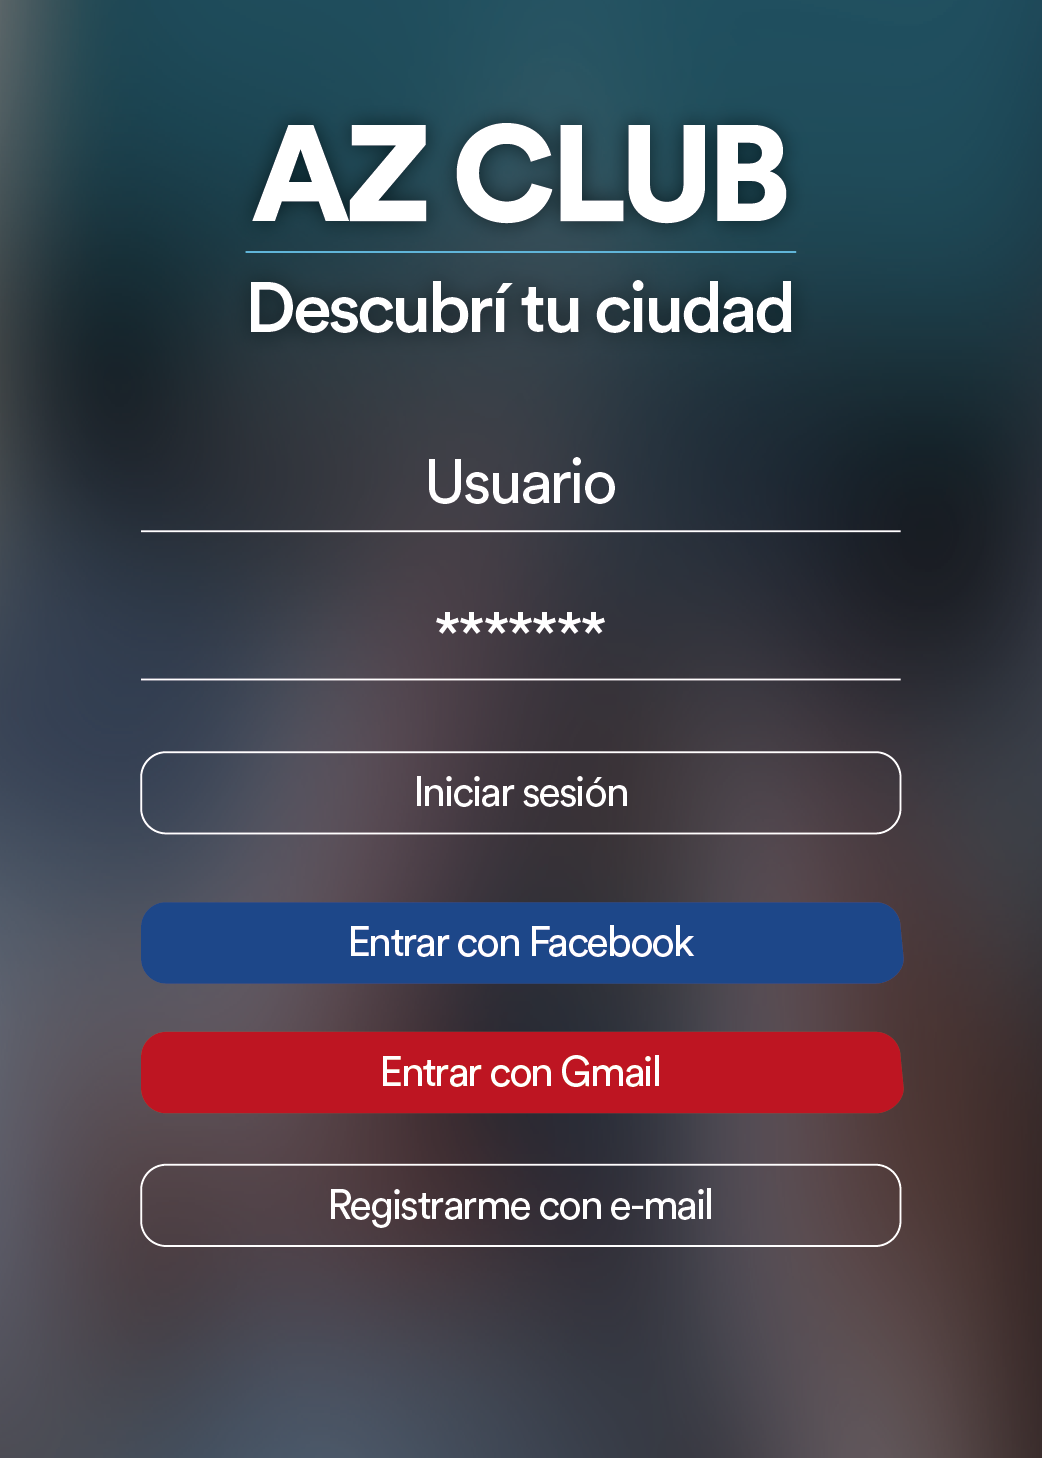 AZ CLUB
Descubrí tu ciudad
Usuario
*******
Iniciar sesión
Entrar con Facebook
Entrar con Gmail
Registrarme con e-mail